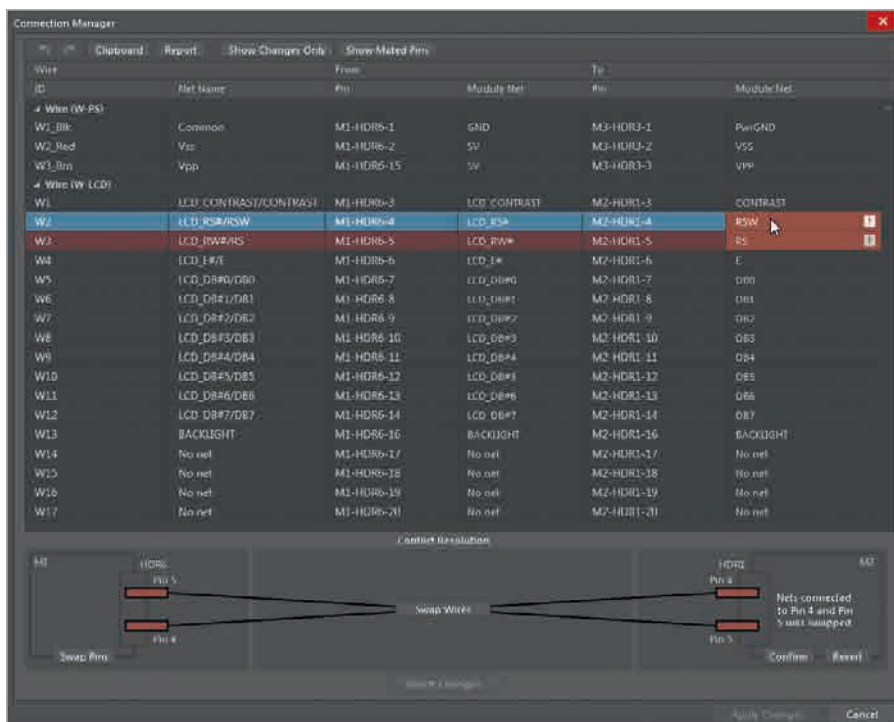 Connection Manager
Clipboard Report Show Changes Only Show Mated Pins
Wire From To
ID Net Name Pin Module Net Pin Module Net
Wire (W-PS)
W1_Blk Common M1-HDR6-1 GND M3-HDR3-1 PwrGND
W2_Red Vss M1-HDR6-2 5V M3-HDR3-2 VSS
W3_Brn Vpp M1-HDR6-15 5V M3-HDR3-3 VPP
Wire (W-LCD)
W1 LCD_CONTRAST/CONTRAST M1-HDR6-3 LCD_CONTRAST M2-HDR1-3 CONTRAST
W2 LCD_RS#/RSW M1-HDR6-4 LCD_RS# M2-HDR1-4 RSW
W3 LCD_RW#/RS M1-HDR6-5 LCD_RW# M2-HDR1-5 RS
W4 LCD_E#/E M1-HDR6-6 LCD_E# M2-HDR1-6 E
W5 LCD_DB#0/DB0 M1-HDR6-7 LCD_DB#0 M2-HDR1-7 DB0
W6 LCD_DB#1/DB1 M1-HDR6-8 LCD_DB#1 M2-HDR1-8 DB1
W7 LCD_DB#2/DB2 M1-HDR6-9 LCD_DB#2 M2-HDR1-9 DB2
W8 LCD_DB#3/DB3 M1-HDR6-10 LCD_DB#3 M2-HDR1-10 DB3
W9 LCD_DB#4/DB4 M1-HDR6-11 LCD_DB#4 M2-HDR1-11 DB4
W10 LCD_DB#5/DB5 M1-HDR6-12 LCD_DB#5 M2-HDR1-12 DB5
W11 LCD_DB#6/DB6 M1-HDR6-13 LCD_DB#6 M2-HDR1-13 DB6
W12 LCD_DB#7/DB7 M1-HDR6-14 LCD_DB#7 M2-HDR1-14 DB7
W13 BACKLIGHT M1-HDR6-16 BACKLIGHT M2-HDR1-16 BACKLIGHT
W14 No net M1-HDR6-17 No net M2-HDR1-17 No net
W15 No net M1-HDR6-18 No net M2-HDR1-18 No net
W16 No net M1-HDR6-19 No net M2-HDR1-19 No net
W17 No net M1-HDR6-20 No net M2-HDR1-20 No net
Conflict Resolution
M1 HDR6 HDR1 M2
Pin 5 Pin 4
Swap Wires
Nets connected
to Pin 4 and Pin
5 was swapped
Pin 4 Pin 5
Swap Pins Confirm Revert
Apply Changes Cancel